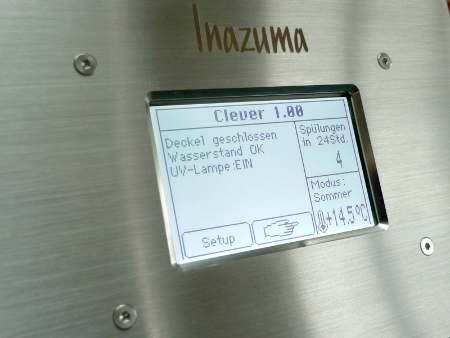 Inazuma
Clever 1.00
Deckel geschlossen
Wasserstand OK
UV-Lampe:EIN
Spülungen
in 24Std.
4
Modus:
Sommer
+14.5°C
Setup